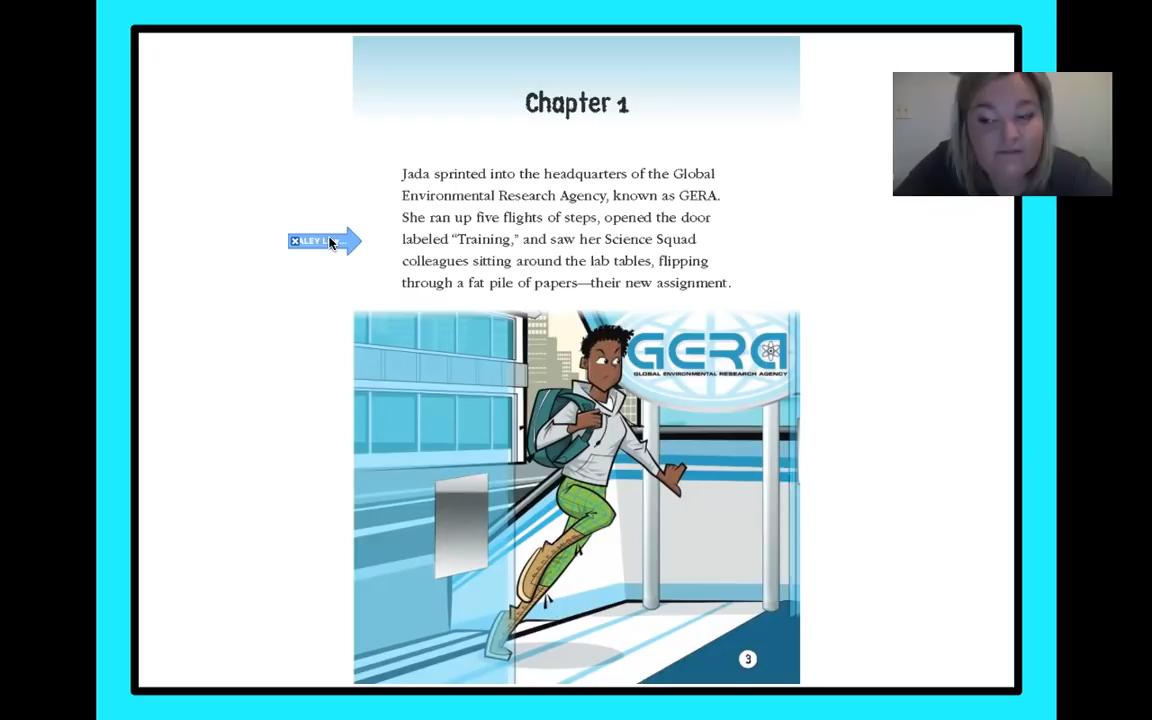 Chapter 1
Jada sprinted into the headquarters of the Global
Environmental Research Agency, known as GERA.
She ran up five flights of steps, opened the door
labeled “Training,” and saw her Science Squad
colleagues sitting around the lab tables, flipping
through a fat pile of papers—their new assignment.
GERA
GLOBAL ENVIRONMENTAL RESEARCH AGENCY
3